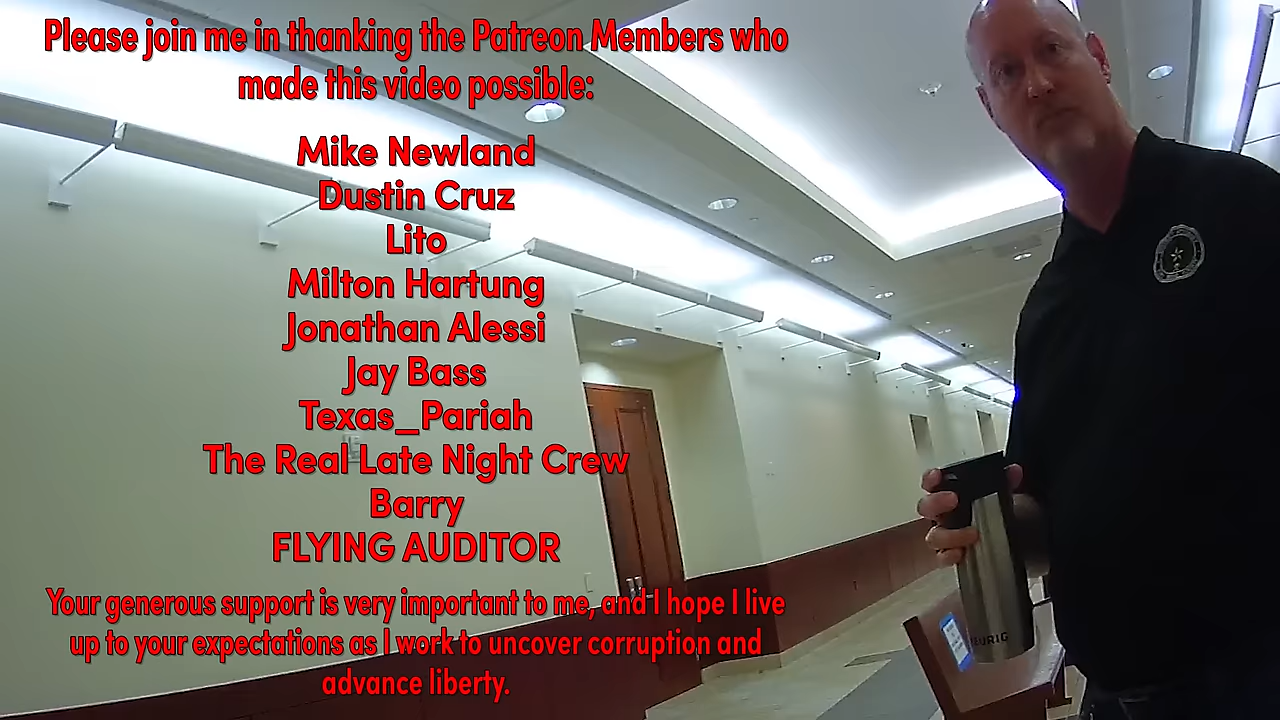 Please join me in thanking the Patreon Members who
made this video possible:
Mike Newland
Dustin Cruz
Lito
Milton Hartung
Jonathan Alessi
Jay Bass
Texas_Pariah
The Real Late Night Crew
Barry
FLYING AUDITOR
Your generous support is very important to me, and I hope I live
up to your expectations as I work to uncover corruption and
advance liberty.